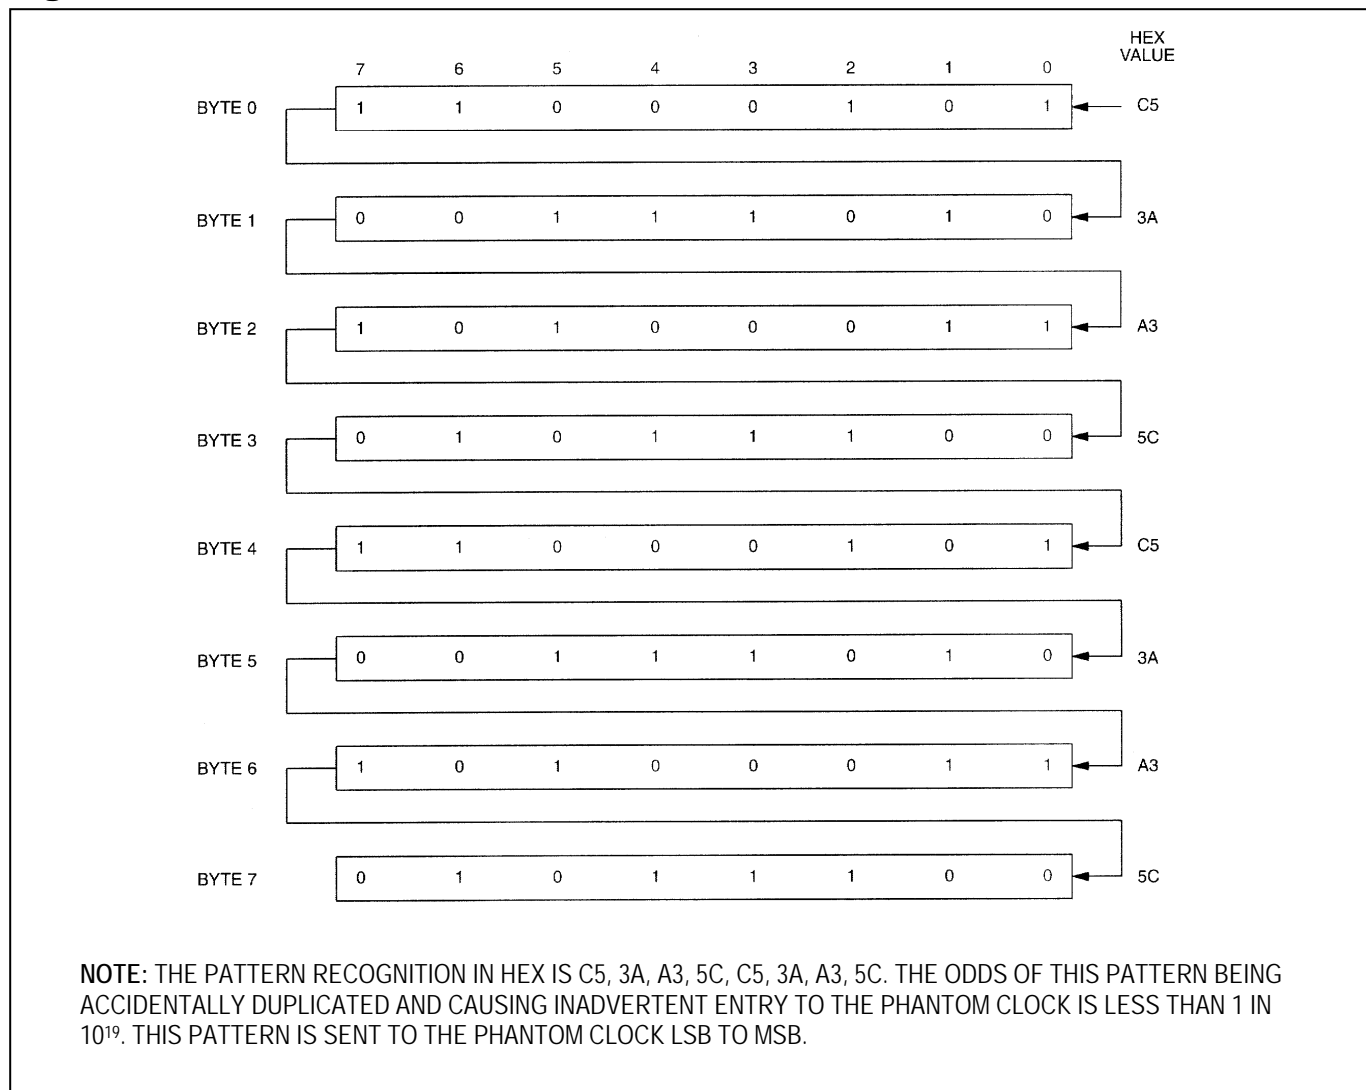 HEX
VALUE
7 6 5 4 3 2 1 0
BYTE 0 1 1 0 0 0 1 0 1 C5
BYTE 1 0 0 1 1 1 0 1 0 3A
BYTE 2 1 0 1 0 0 0 1 1 A3
BYTE 3 0 1 0 1 1 1 0 0 5C
BYTE 4 1 1 0 0 0 1 0 1 C5
BYTE 5 0 0 1 1 1 0 1 0 3A
BYTE 6 1 0 1 0 0 0 1 1 A3
BYTE 7 0 1 0 1 1 1 0 0 5C
NOTE: THE PATTERN RECOGNITION IN HEX IS C5, 3A, A3, 5C, C5, 3A, A3, 5C. THE ODDS OF THIS PATTERN BEING
ACCIDENTALLY DUPLICATED AND CAUSING INADVERTENT ENTRY TO THE PHANTOM CLOCK IS LESS THAN 1 IN
10¹⁹. THIS PATTERN IS SENT TO THE PHANTOM CLOCK LSB TO MSB.